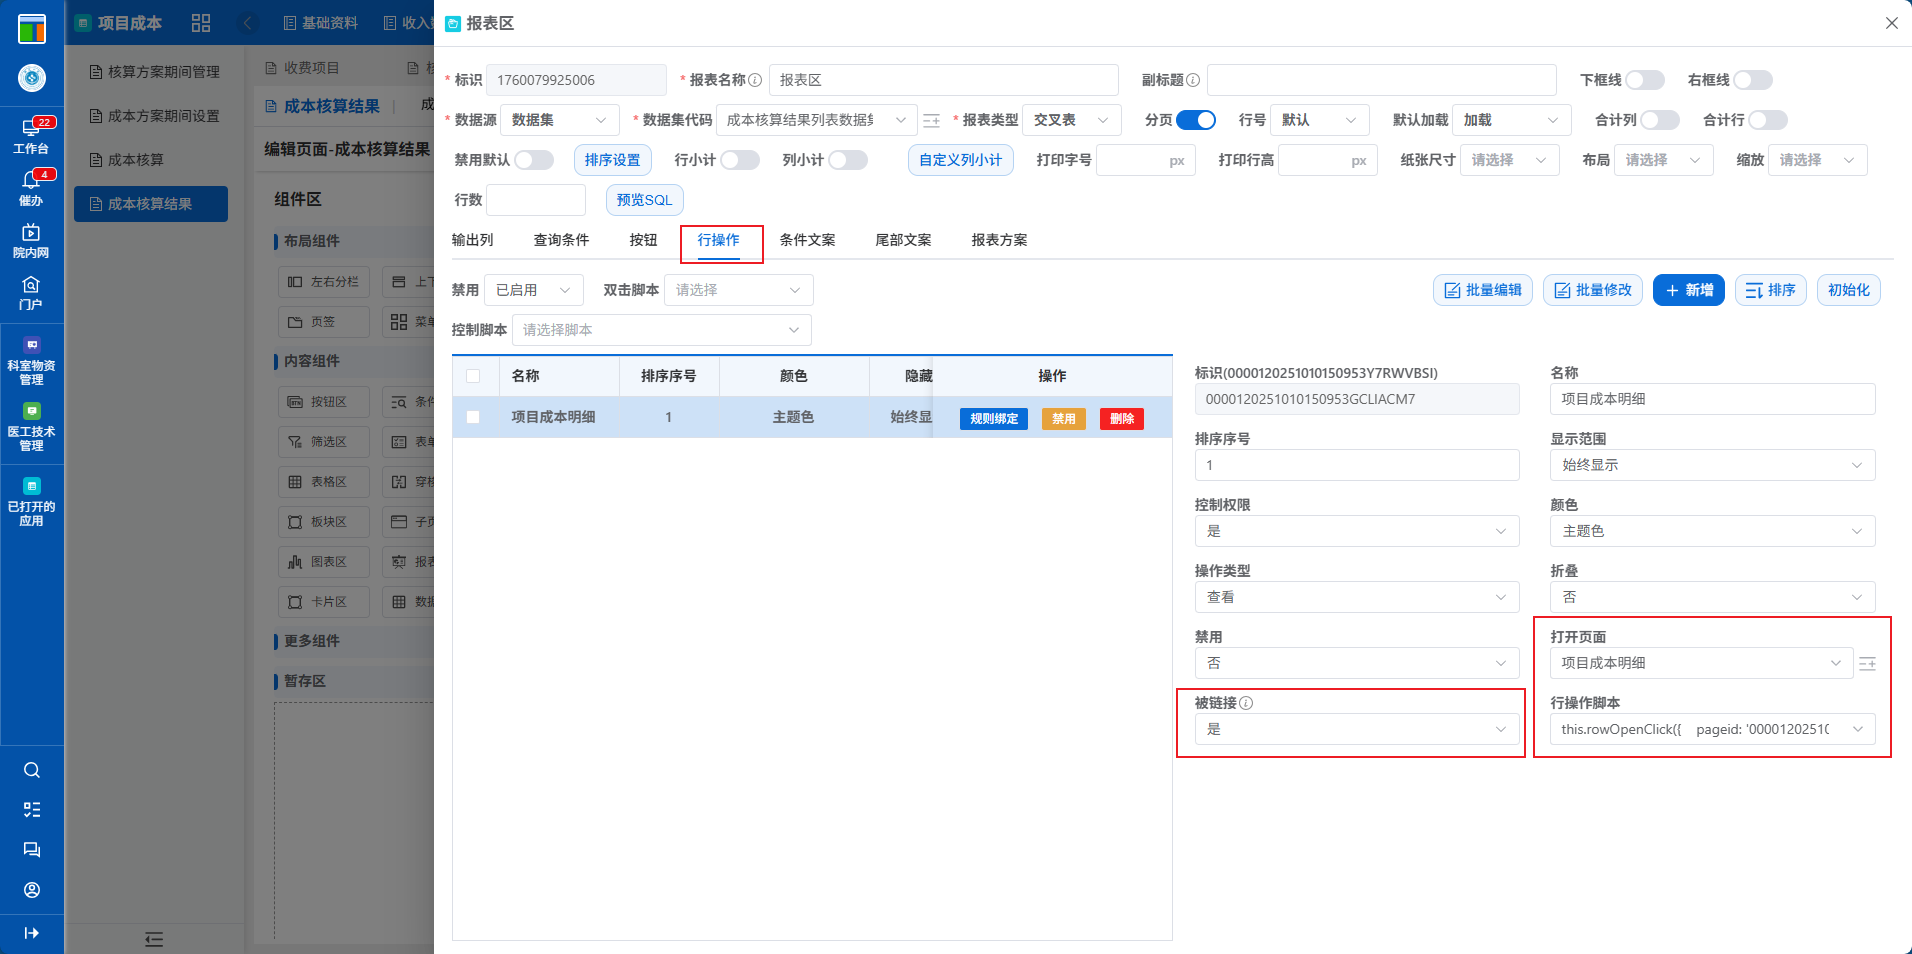 项目成本
基础资料
收入
报表区
22
工作台
4
催办
院内网
门户
科室物资
管理
医工技术
管理
已打开的
应用
核算方案期间管理
成本方案期间设置
成本核算
成本核算结果
收费项目
成本核算结果
成
编辑页面-成本核算结果
组件区
布局组件
左右分栏
上下
页签
菜单
内容组件
按钮区
条件
筛选区
表单
表格区
穿梭
板块区
子页
图表区
报表
卡片区
数据
更多组件
暂存区
* 标识 1760079925006 * 报表名称 报表区 副标题 下框线 右框线
* 数据源 数据集 * 数据集代码 成本核算结果列表数据集 * 报表类型 交叉表 分页 行号 默认 默认加载 加载 合计列 合计行
禁用默认 排序设置 行小计 列小计 自定义列小计 打印字号 px 打印行高 px 纸张尺寸 请选择 布局 请选择 缩放 请选择
行数 预览SQL
输出列 查询条件 按钮 行操作 条件文案 尾部文案 报表方案
禁用 已启用 双击脚本 请选择 批量编辑 批量修改 新增 排序 初始化
控制脚本 请选择脚本
名称 排序序号 颜色 隐藏 操作
项目成本明细 1 主题色 始终显 规则绑定 禁用 删除
标识(0000120251010150953Y7RWVBSI) 名称
0000120251010150953GCLIACM7 项目成本明细
排序序号 显示范围
1 始终显示
控制权限 颜色
是 主题色
操作类型 折叠
查看 否
禁用 打开页面
否 项目成本明细
被链接 行操作脚本
是 this.rowOpenClick({ pageid: '00001202510